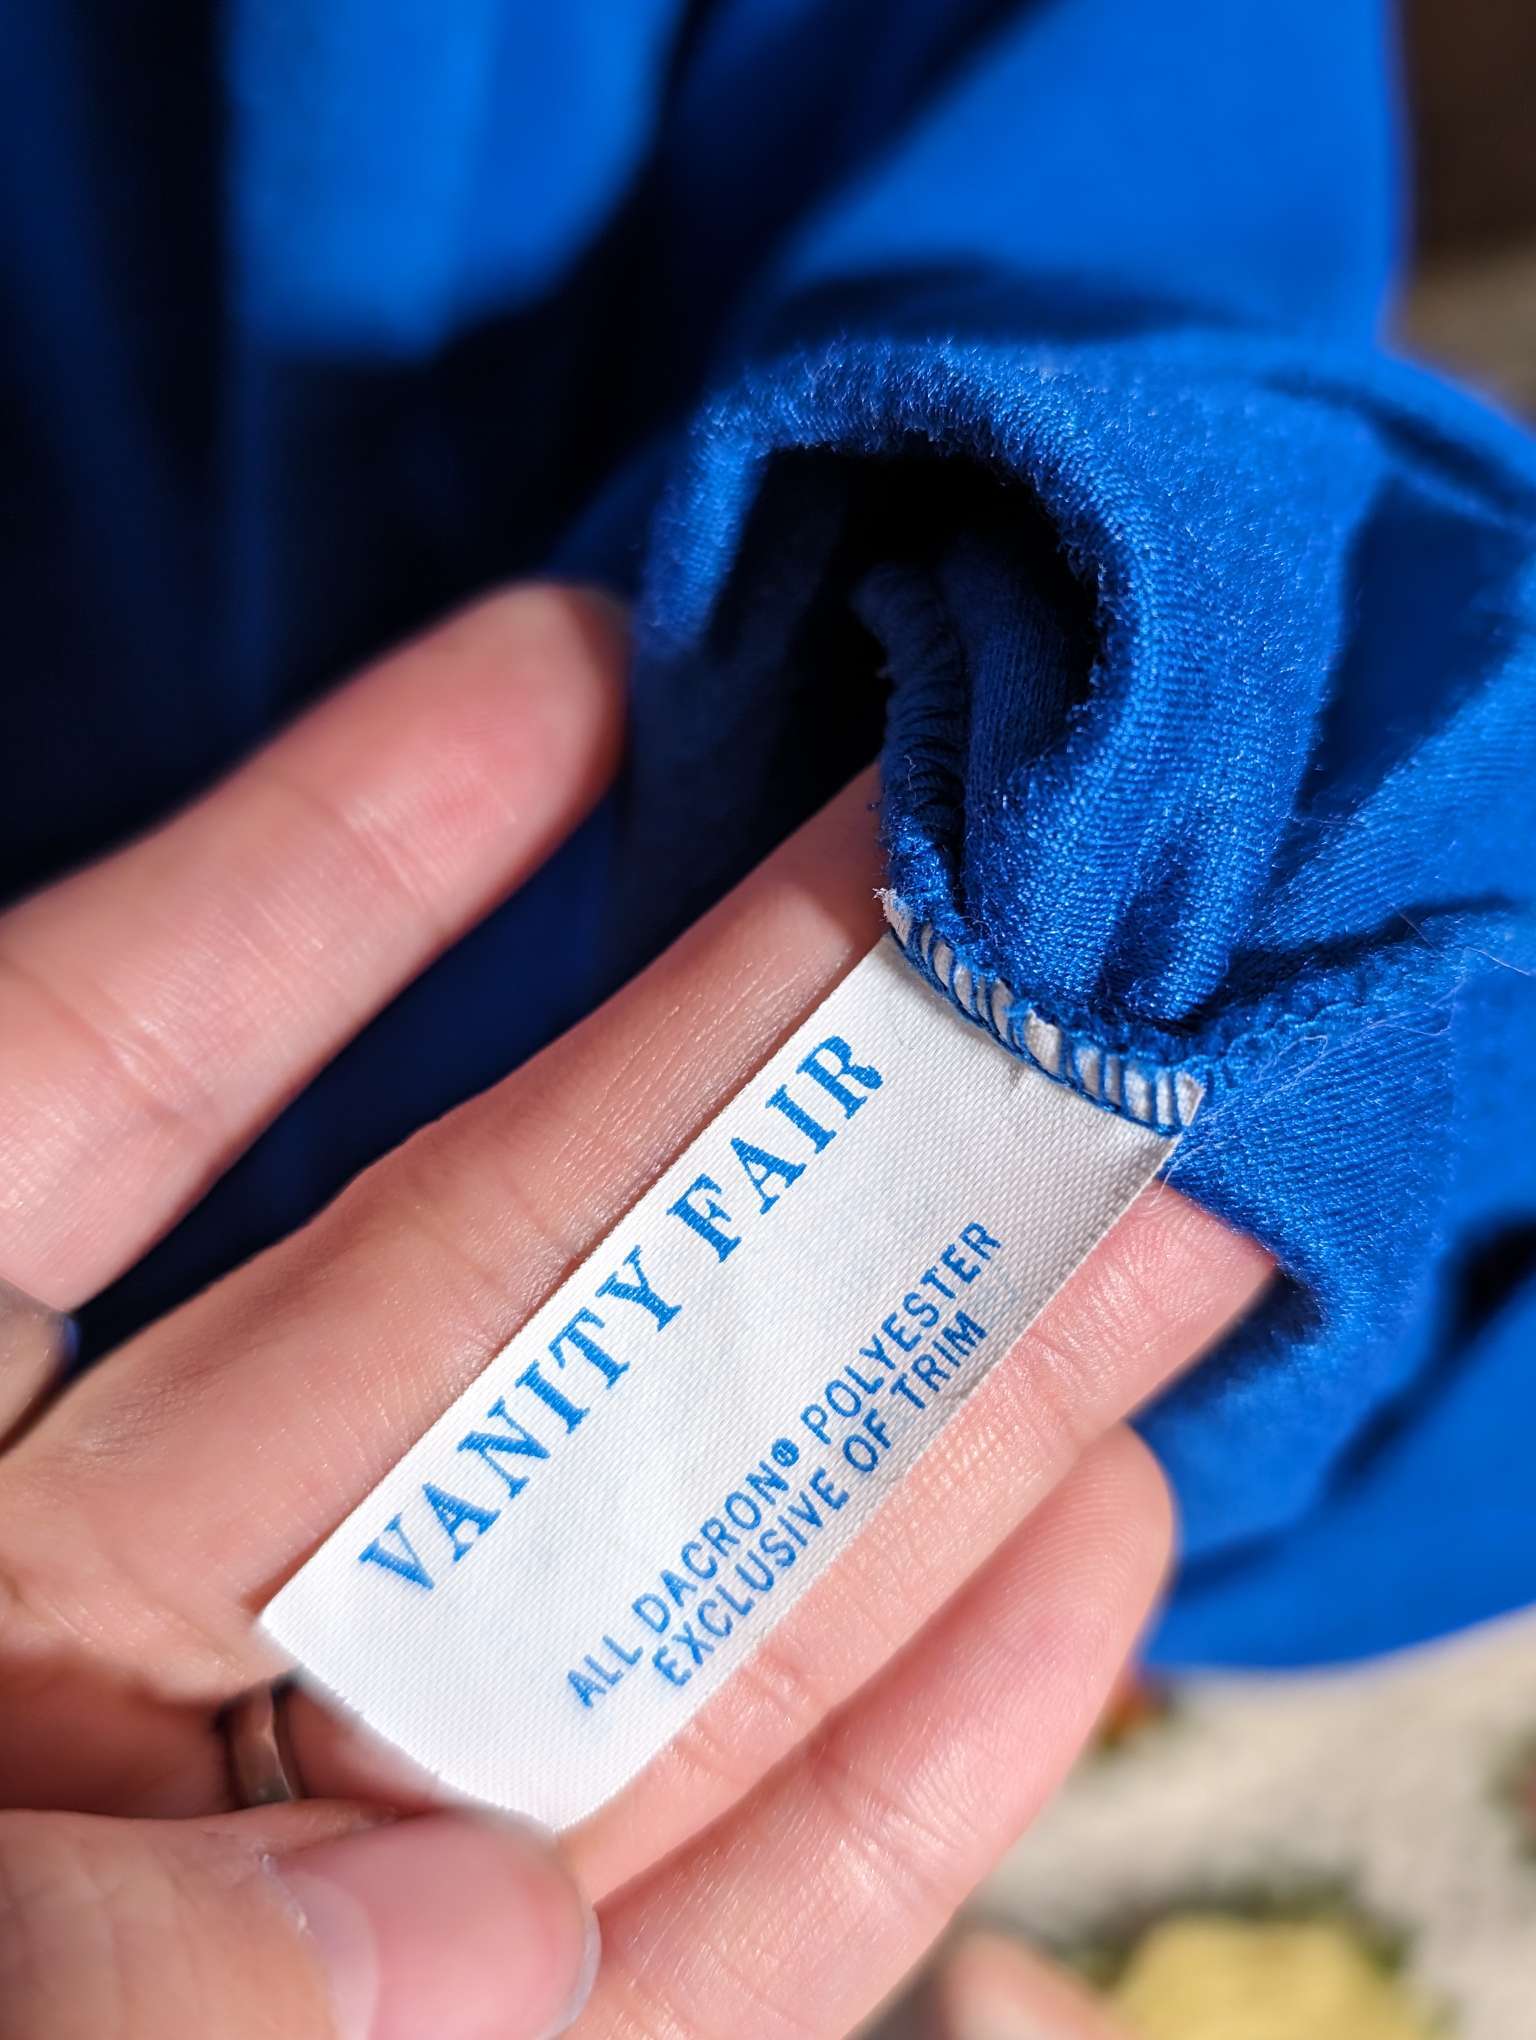 VANITY FAIR
ALL DACRON® POLYESTER
EXCLUSIVE OF TRIM